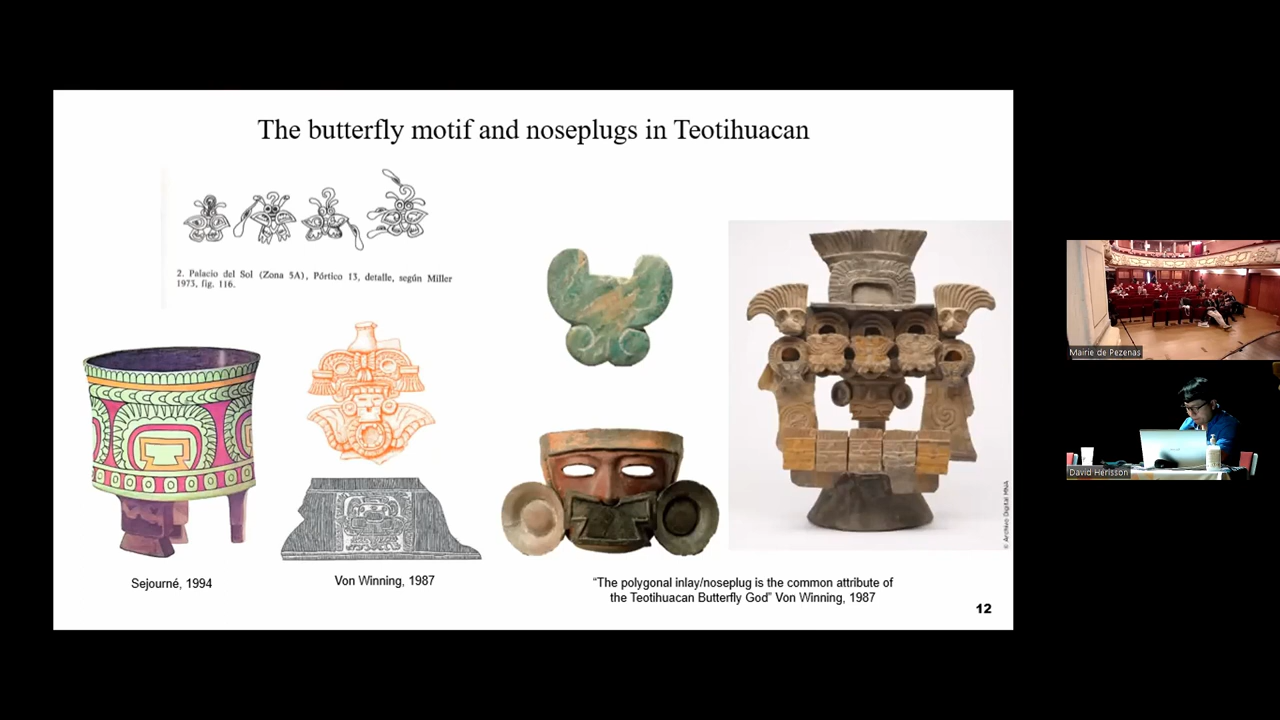 The butterfly motif and noseplugs in Teotihuacan
2. Palacio del Sol (Zona 5A), Pórtico 13, detalle, según Miller
1973, fig. 116.
Sejourné, 1994
Von Winning, 1987
“The polygonal inlay/noseplug is the common attribute of
the Teotihuacan Butterfly God” Von Winning, 1987
© Archivo Digital MNA
12
Mairie de Pezenas
David Hérisson